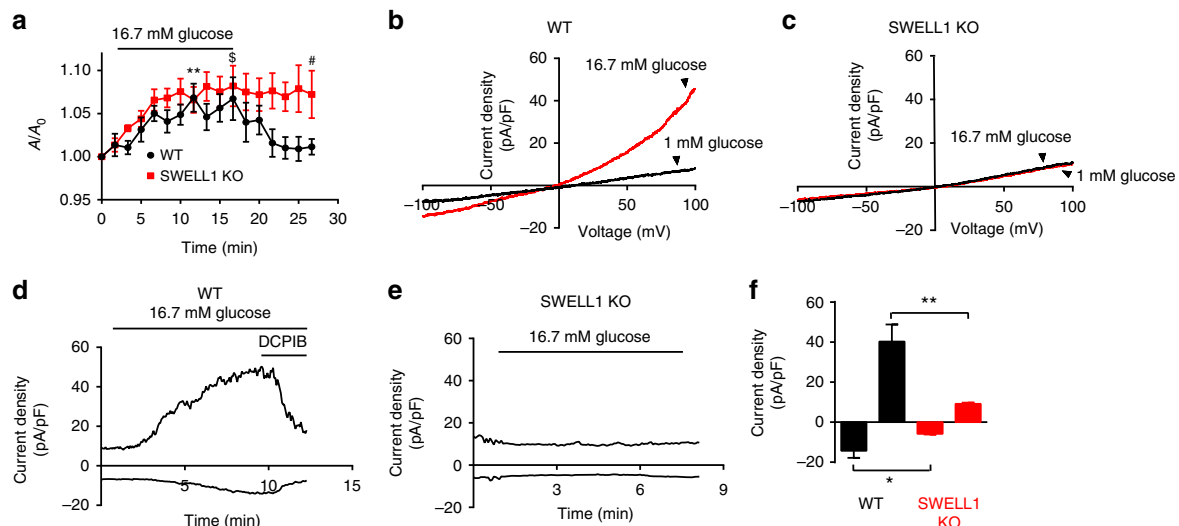 a
16.7 mM glucose
$
#
**
1.10
1.05
1.00
0.95
A/A0
WT
SWELL1 KO
0 5 10 15 20 25 30
Time (min)
b
WT
60
40
20
–20
Current density
(pA/pF)
16.7 mM glucose
1 mM glucose
–100 –50 50 100
Voltage (mV)
c
SWELL1 KO
60
40
20
–20
Current density
(pA/pF)
16.7 mM glucose
1 mM glucose
–100 –50 0 50 100
Voltage (mV)
d
WT
16.7 mM glucose
DCPIB
60
40
20
0
–20
Current density
(pA/pF)
5 10 15
Time (min)
e
SWELL1 KO
16.7 mM glucose
60
40
20
0
–20
Current density
(pA/pF)
3 6 9
Time (min)
f
60
40
20
0
–20
Current density
(pA/pF)
**
*
WT
SWELL1
KO